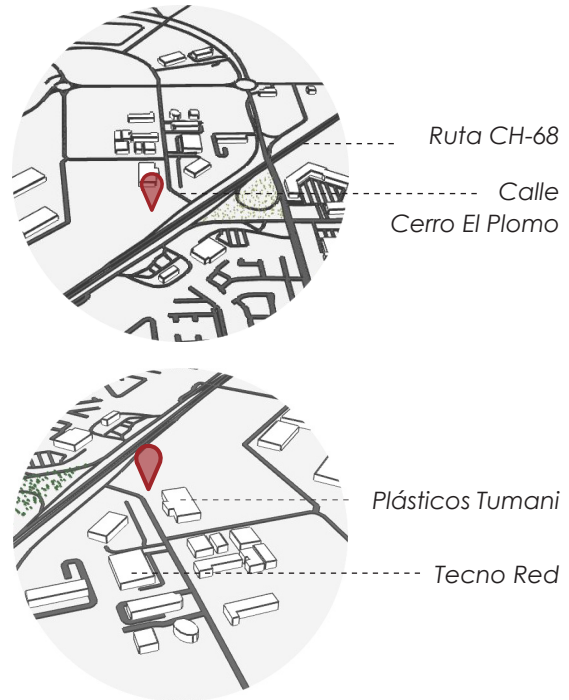 Ruta CH-68
Calle
Cerro El Plomo
Plásticos Tumani
Tecno Red